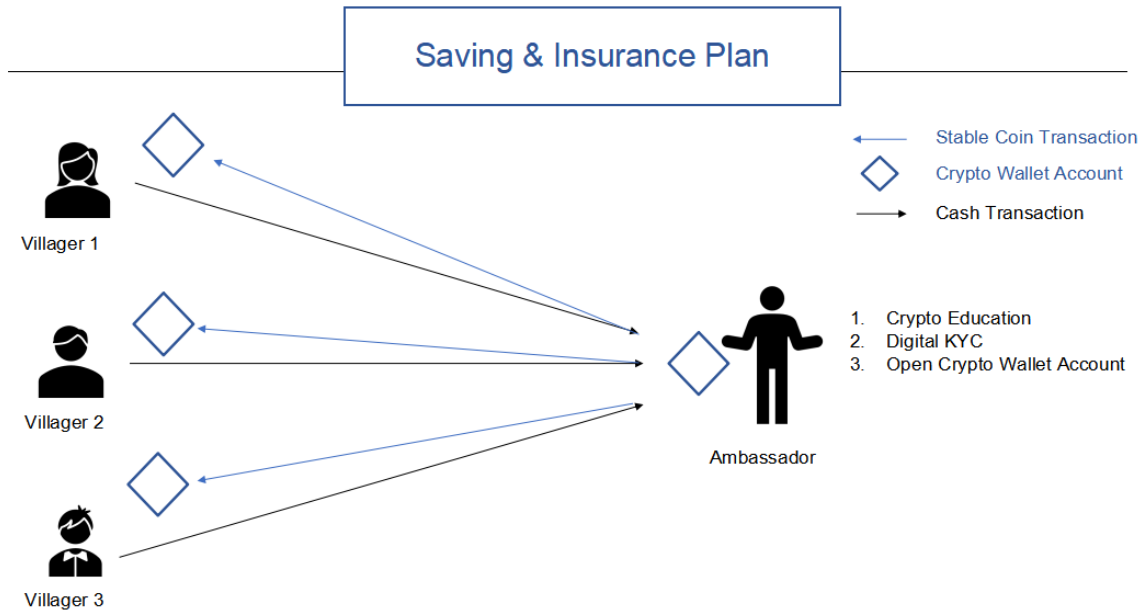 Saving & Insurance Plan
Stable Coin Transaction
Crypto Wallet Account
Cash Transaction
Villager 1
1. Crypto Education
2. Digital KYC
3. Open Crypto Wallet Account
Villager 2
Ambassador
Villager 3